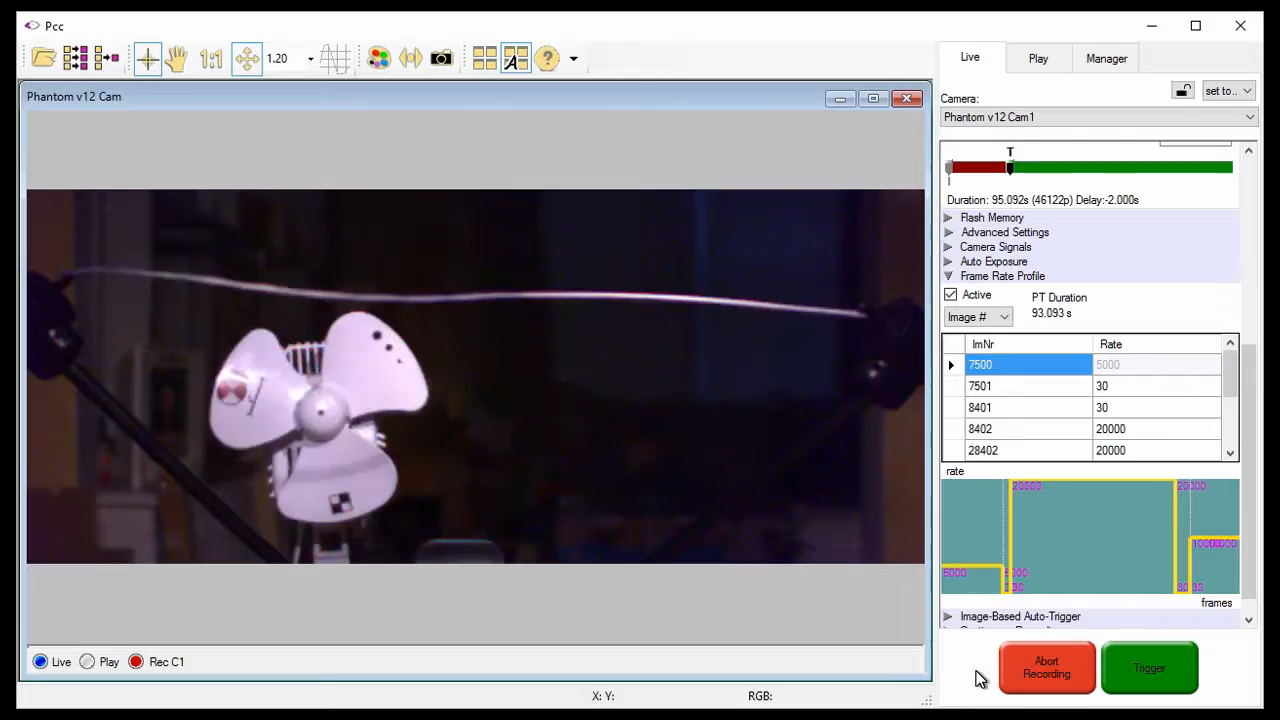 Pcc
1:1
1.20
A
Phantom v12 Cam
Live
Play
Manager
set to..
Camera:
Phantom v12 Cam1
T
Duration: 95.092s (46122p) Delay:-2.000s
Flash Memory
Advanced Settings
Camera Signals
Auto Exposure
Frame Rate Profile
Active
PT Duration
Image #
93.093 s
ImNr Rate
7500 5000
7501 30
8401 30
8402 20000
28402 20000
rate
20000 20000
5000
frames
Image-Based Auto-Trigger
Abort
Recording
Trigger
Live Play Rec C1
X: Y: RGB: